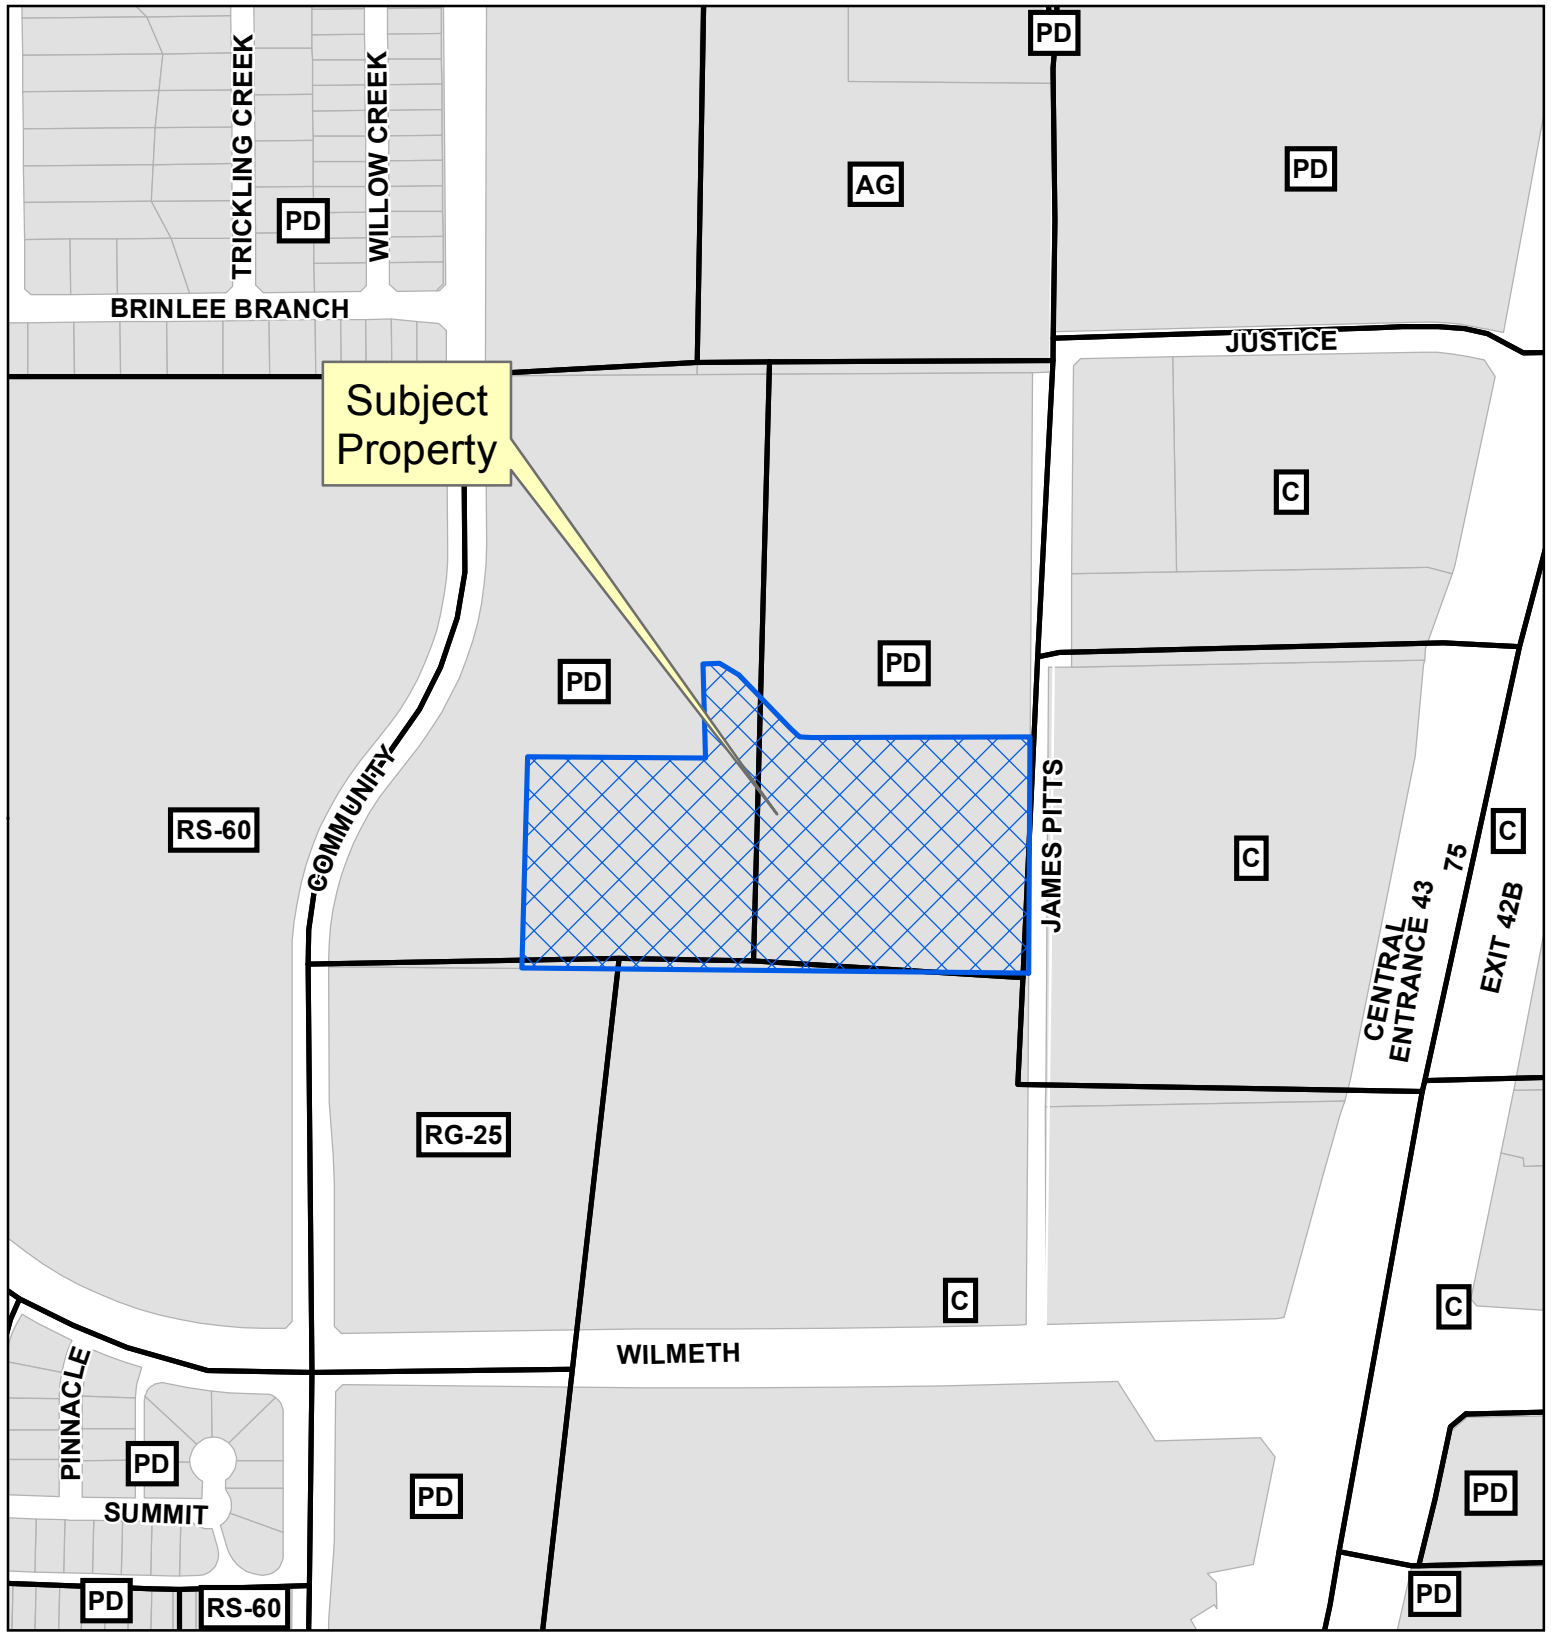 PD
TRICKLING CREEK
WILLOW CREEK
AG
PD
PD
BRINLEE BRANCH
JUSTICE
Subject
Property
C
PD
PD
RS-60
COMMUNITY
JAMES PITTS
C
75
C
CENTRAL
ENTRANCE 43
EXIT 42B
RG-25
C
C
WILMETH
PINNACLE
PD
SUMMIT
PD
PD
PD
RS-60
PD